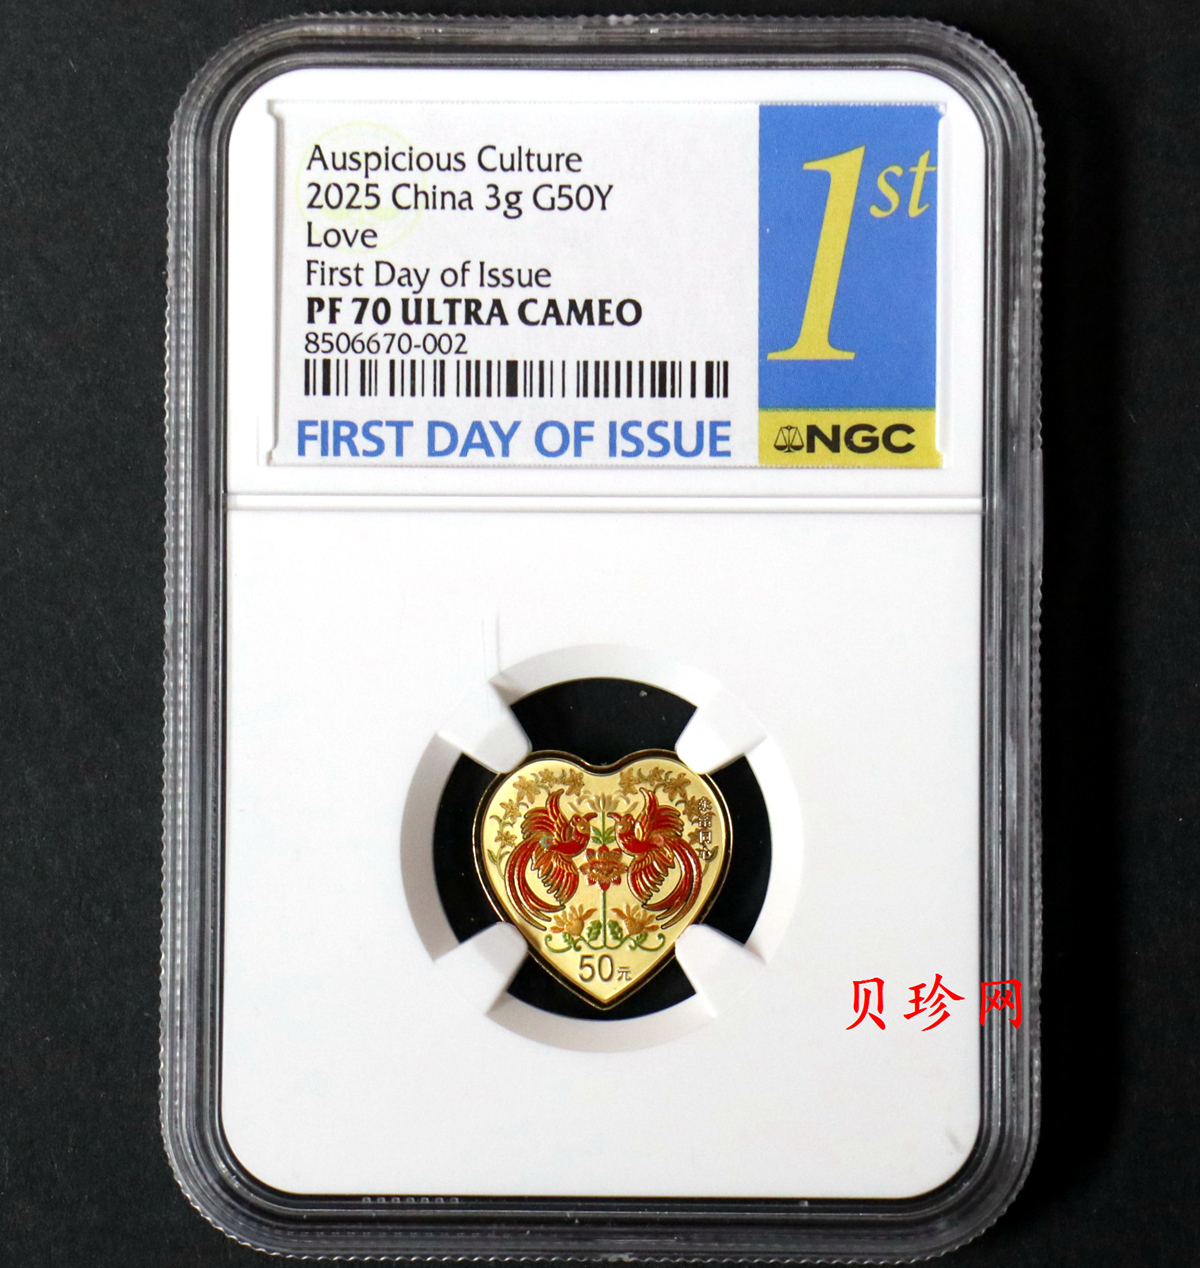 Auspicious Culture
2025 China 3g G50Y
Love
First Day of Issue
PF 70 ULTRA CAMEO
8506670-002
FIRST DAY OF ISSUE
1st
NGC
50元
贝珍网